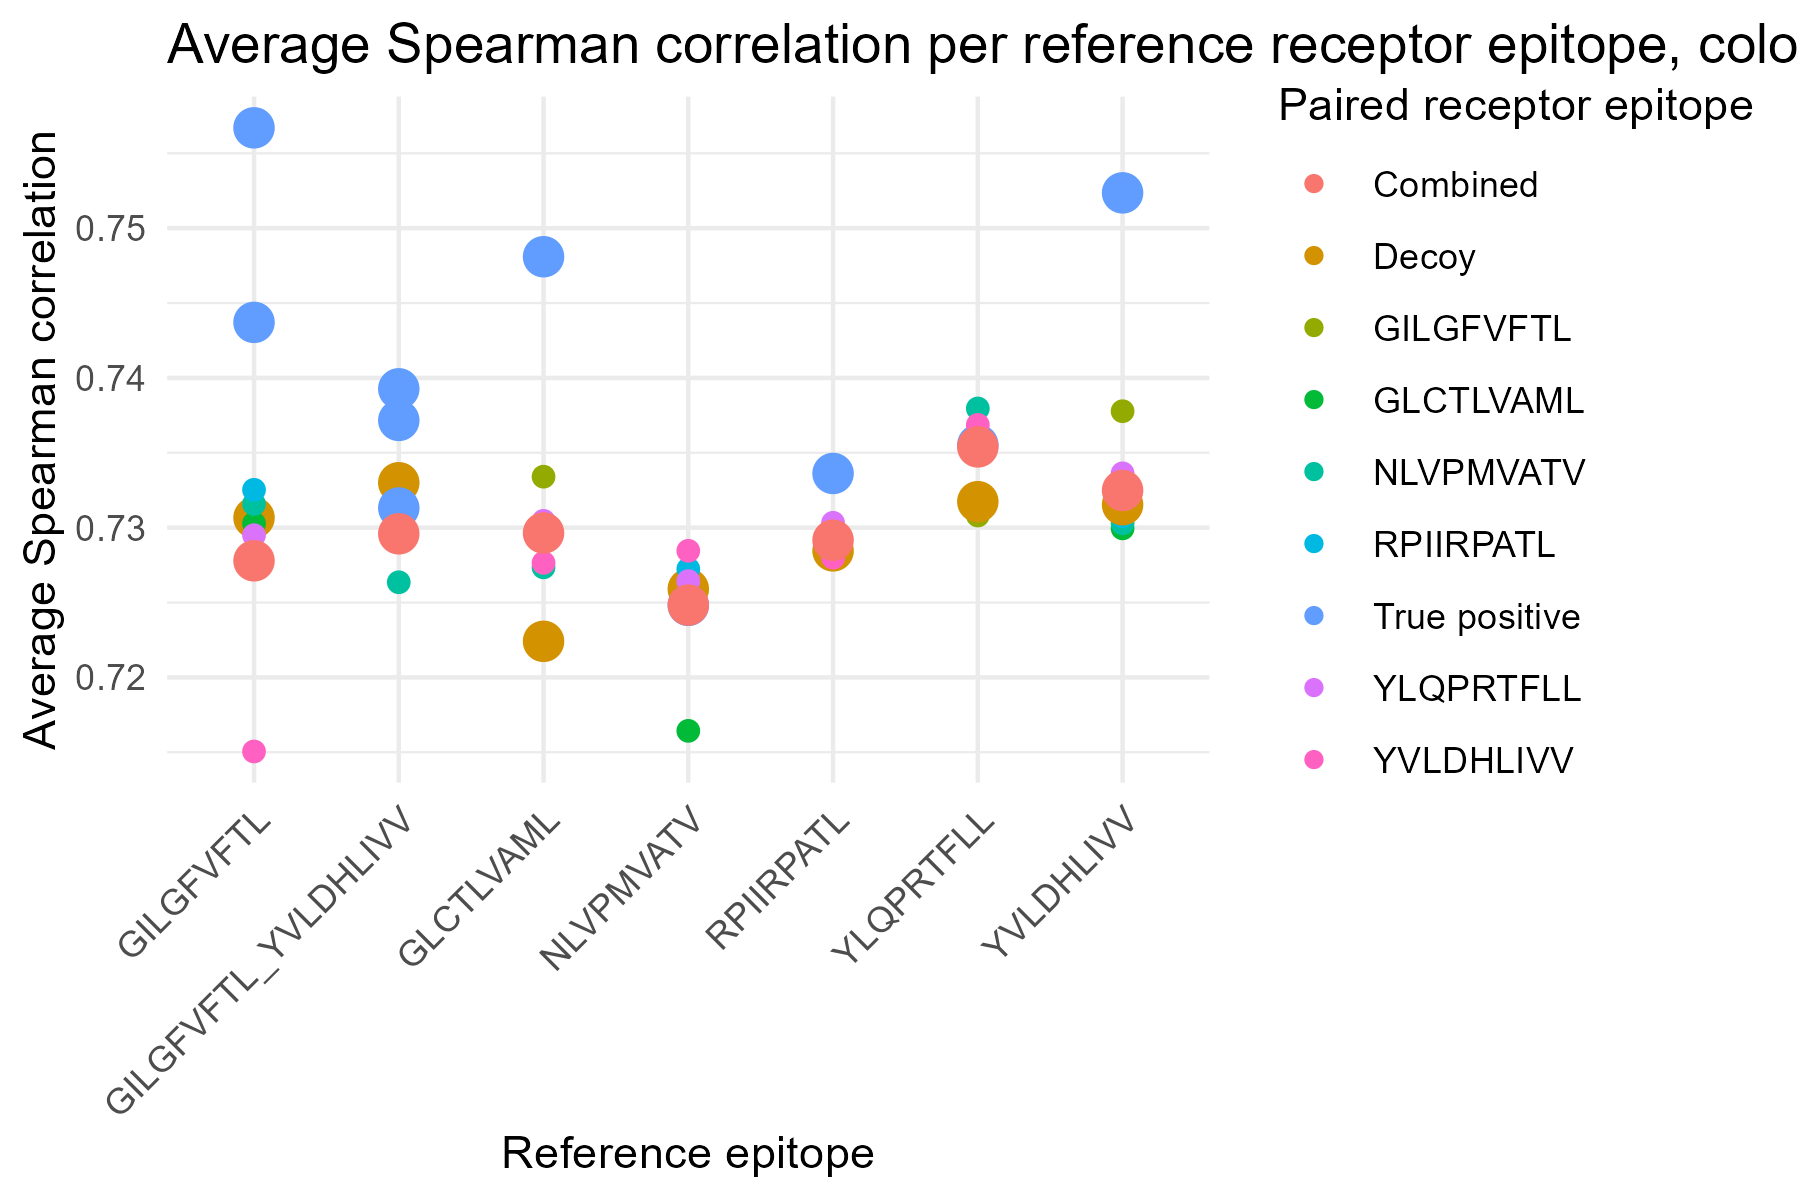 Average Spearman correlation per reference receptor epitope, colo
Paired receptor epitope
Combined
Decoy
GILGFVFTL
GLCTLVAML
NLVPMVATV
RPIIRPATL
True positive
YLQPRTFLL
YVLDHLIVV
Average Spearman correlation
0.75
0.74
0.73
0.72
GILGFVFTL
GILGFVFTL_YVLDHLIVV
GLCTLVAML
NLVPMVATV
RPIIRPATL
YLQPRTFLL
YVLDHLIVV
Reference epitope